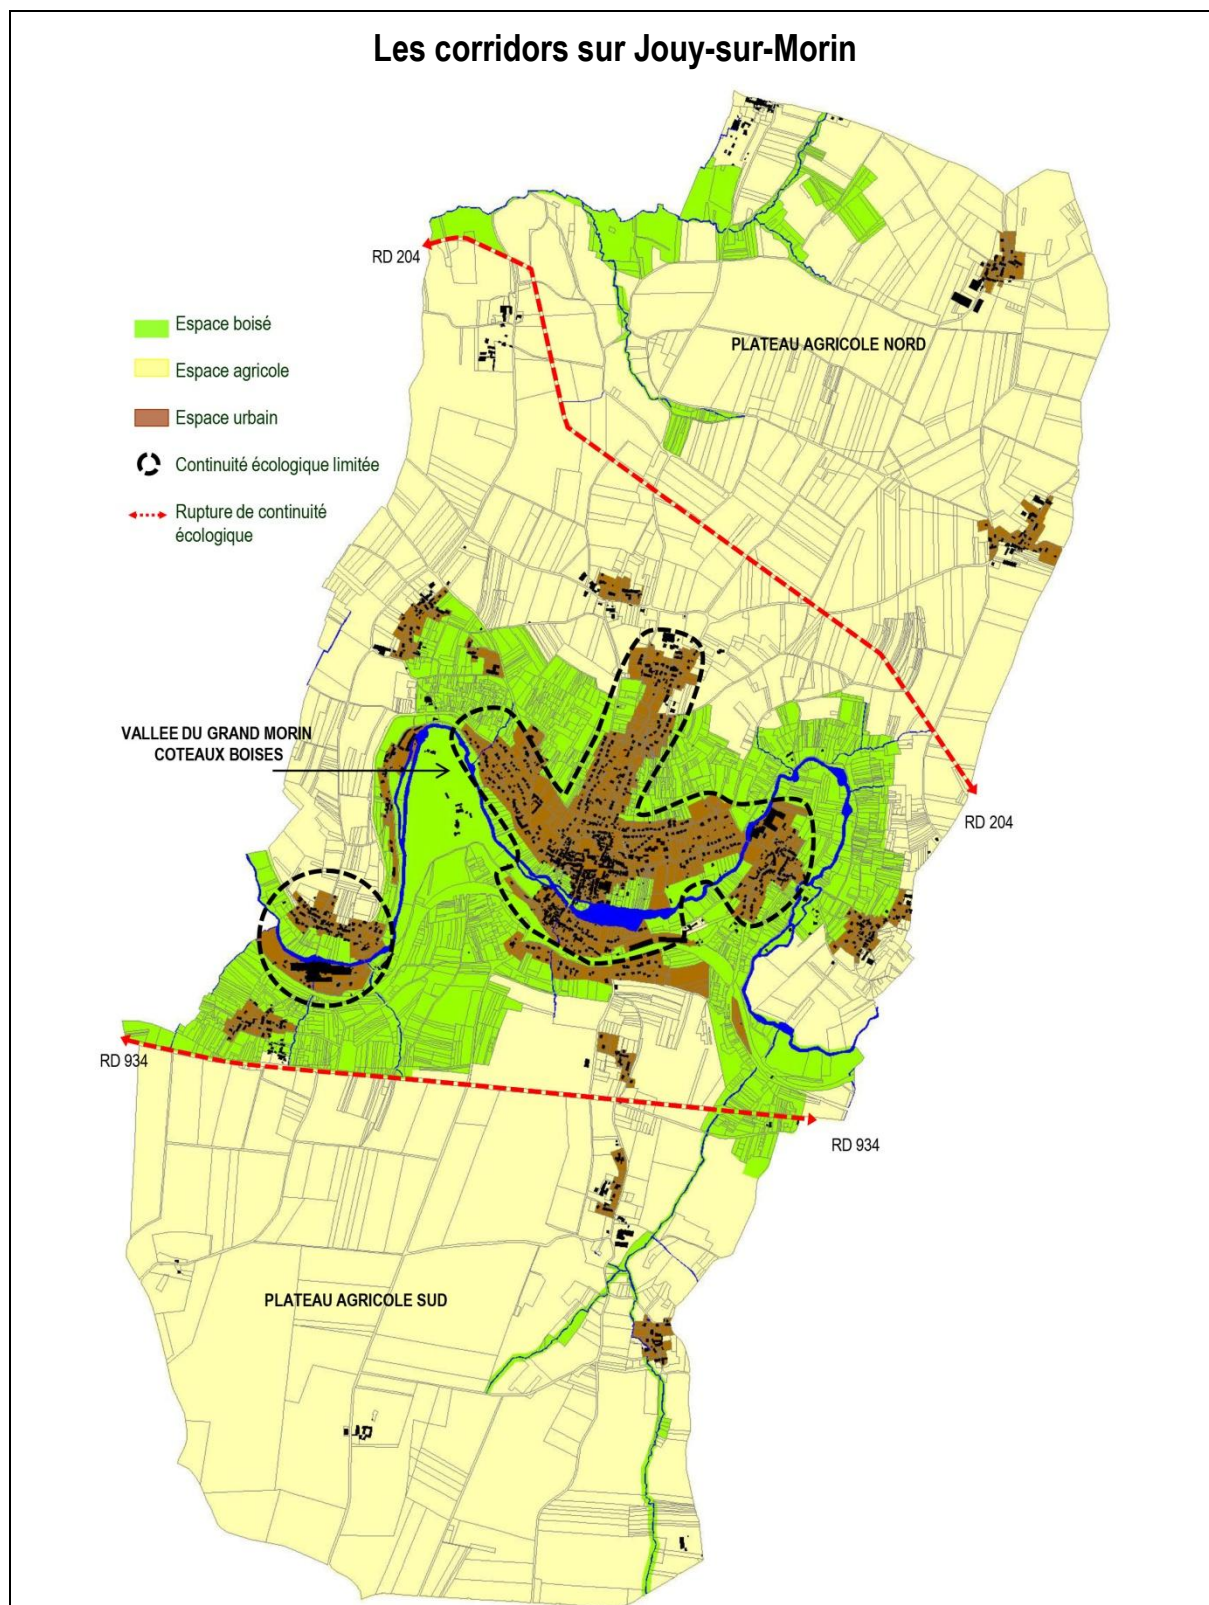 Les corridors sur Jouy-sur-Morin
RD 204
Espace boisé
Espace agricole
Espace urbain
Continuité écologique limitée
Rupture de continuité
écologique
PLATEAU AGRICOLE NORD
VALLEE DU GRAND MORIN
COTEAUX BOISES
RD 204
RD 934
RD 934
PLATEAU AGRICOLE SUD